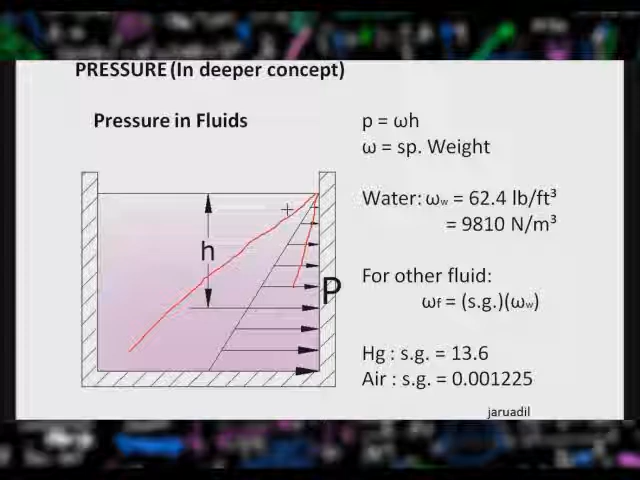 PRESSURE (In deeper concept)
Pressure in Fluids
p = ωh
ω = sp. Weight
Water: ωw = 62.4 lb/ft³
= 9810 N/m³
h
P
For other fluid:
ωf = (s.g.)(ωw)
Hg : s.g. = 13.6
Air : s.g. = 0.001225
jaruadil